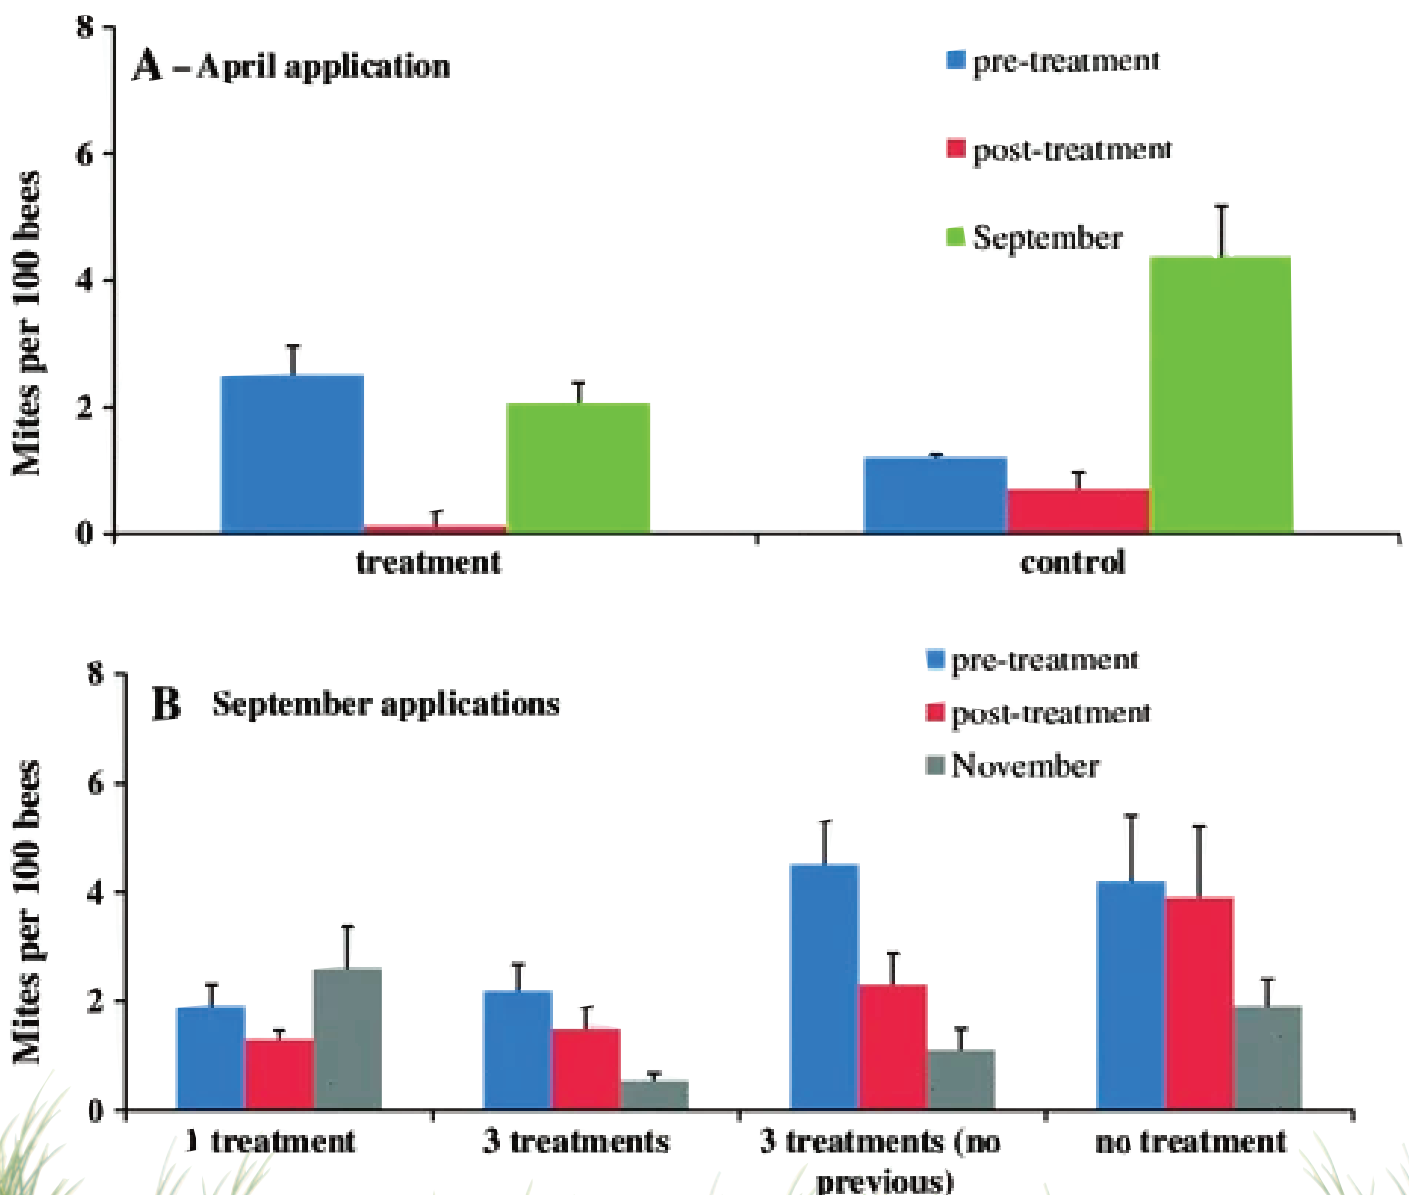 8
A – April application
pre-treatment
6
post-treatment
September
4
2
0
Mites per 100 bees
treatment
control
8
B September applications
pre-treatment
post-treatment
November
6
4
2
0
Mites per 100 bees
1 treatment
3 treatments
3 treatments (no
previous)
no treatment